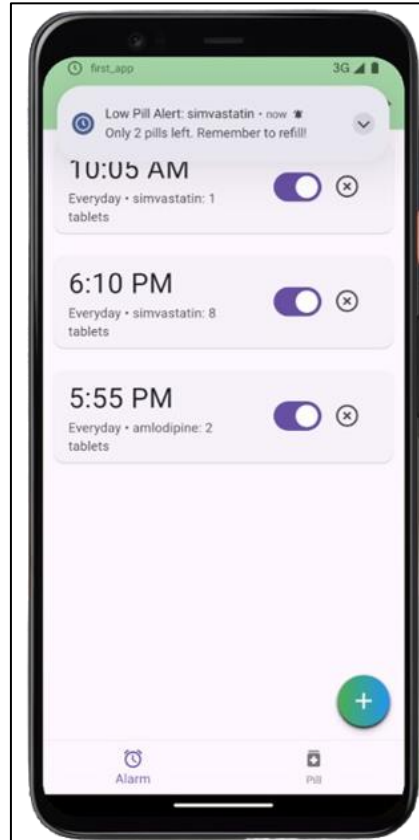 first_app 3G
Low Pill Alert: simvastatin • now
Only 2 pills left. Remember to refill!
10:05 AM
Everyday • simvastatin: 1
tablets
6:10 PM
Everyday • simvastatin: 8
tablets
5:55 PM
Everyday • amlodipine: 2
tablets
+
Alarm
Pill